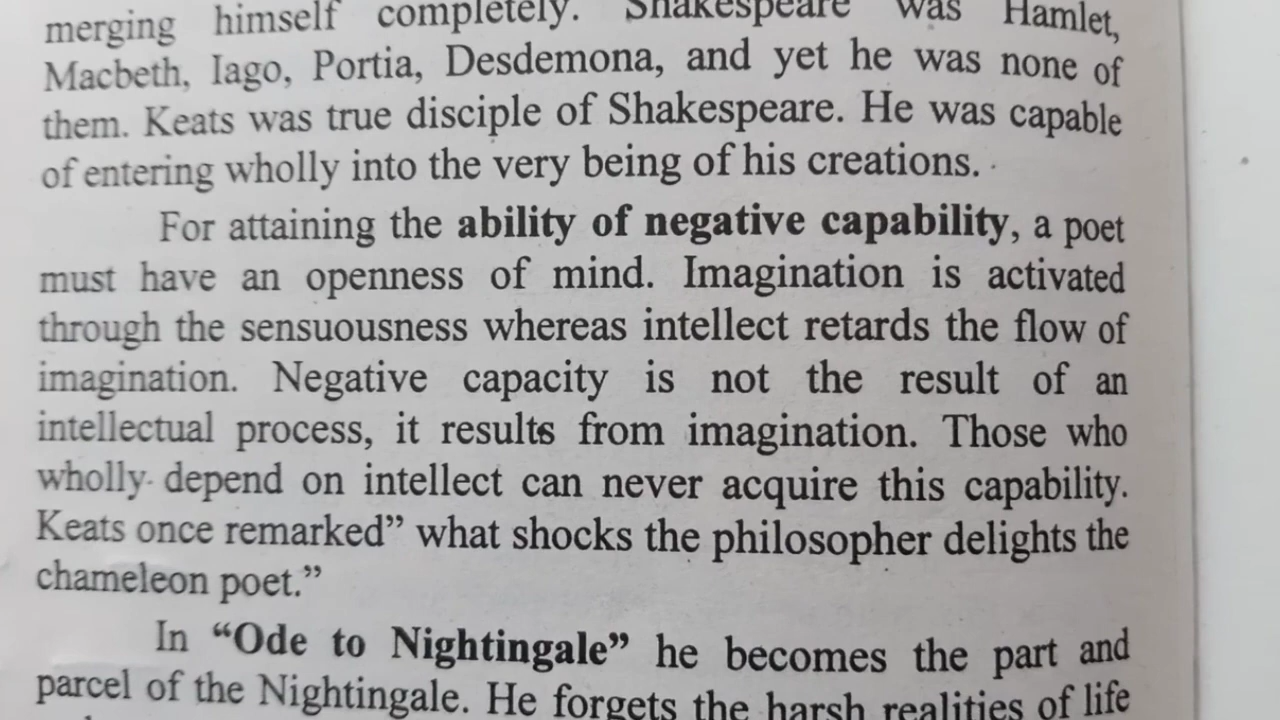 merging himself completely. Shakespeare was Hamlet,
Macbeth, Iago, Portia, Desdemona, and yet he was none of
them. Keats was true disciple of Shakespeare. He was capable
of entering wholly into the very being of his creations.
For attaining the ability of negative capability, a poet
must have an openness of mind. Imagination is activated
through the sensuousness whereas intellect retards the flow of
imagination. Negative capacity is not the result of an
intellectual process, it results from imagination. Those who
wholly depend on intellect can never acquire this capability.
Keats once remarked” what shocks the philosopher delights the
chameleon poet.”
In “Ode to Nightingale” he becomes the part and
parcel of the Nightingale. He forgets the harsh realities of life